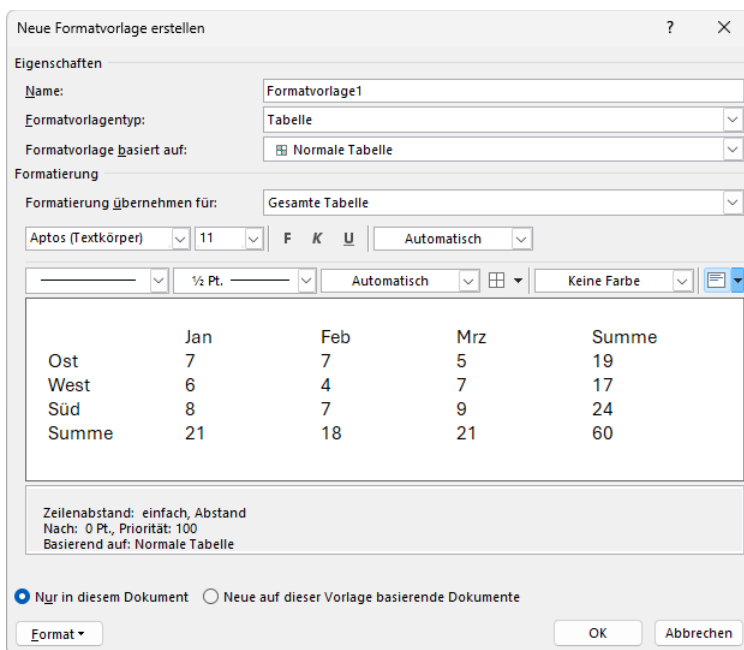 Neue Formatvorlage erstellen ?
Eigenschaften
Name: Formatvorlage1
Formatvorlagentyp: Tabelle
Formatvorlage basiert auf: Normale Tabelle
Formatierung
Formatierung übernehmen für: Gesamte Tabelle
Aptos (Textkörper) 11 F K U Automatisch
½ Pt. Automatisch Keine Farbe
Jan Feb Mrz Summe
Ost 7 7 5 19
West 6 4 7 17
Süd 8 7 9 24
Summe 21 18 21 60
Zeilenabstand: einfach, Abstand
Nach: 0 Pt., Priorität: 100
Basierend auf: Normale Tabelle
Nur in diesem Dokument Neue auf dieser Vorlage basierende Dokumente
Format OK Abbrechen